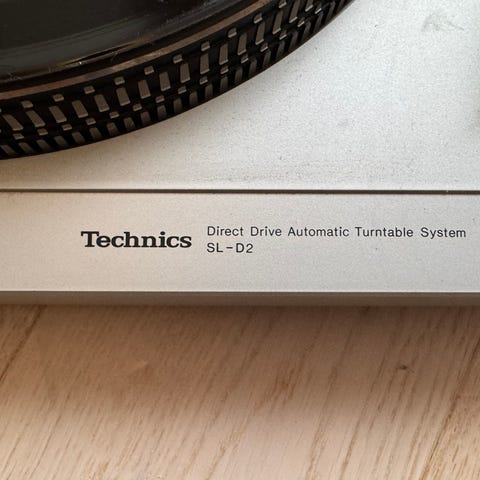 Technics
Direct Drive Automatic Turntable System
SL-D2